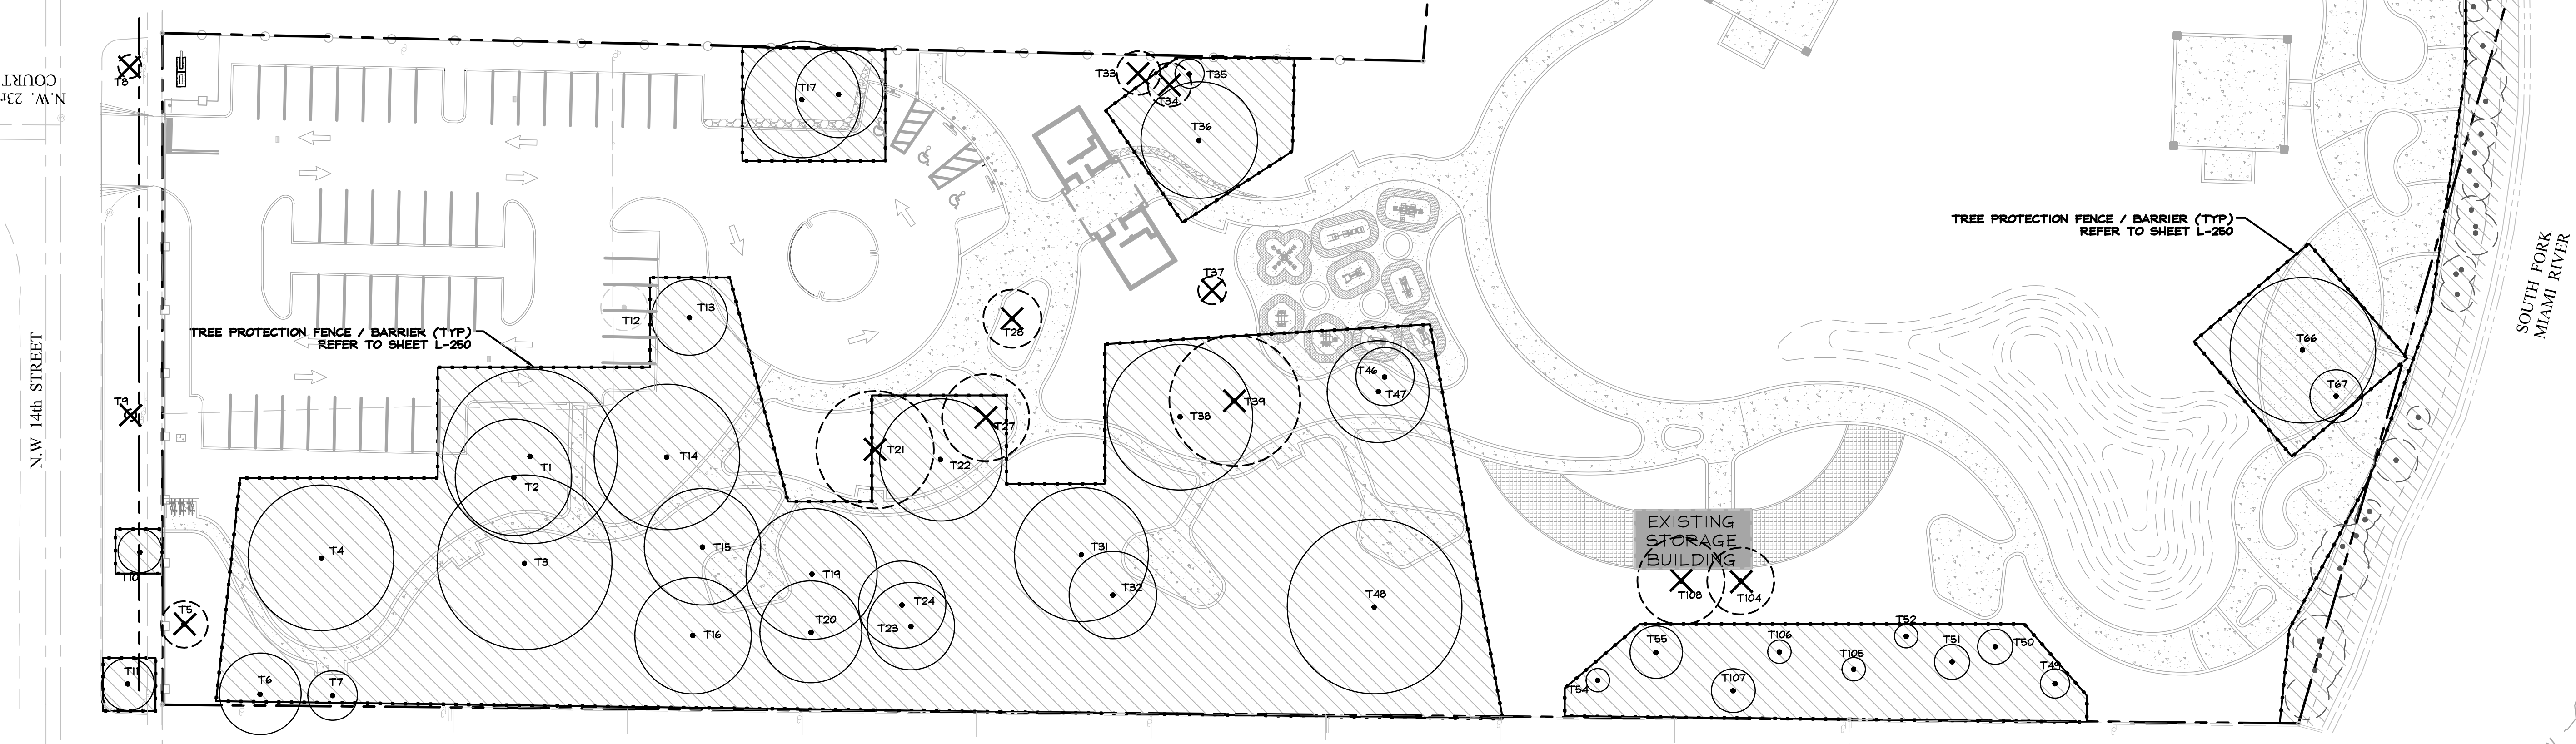 N.W. 23rd
COURT
N.W 14th STREET
T8
T9
T10
T11
T5
T6
T7
T4
T1
T2
T3
T12
T13
T14
T15
T16
T17
T19
T20
T21
T22
T23
T24
T27
T28
T31
T32
T33
T34
T35
T36
T37
T38
T39
T46
T47
T48
TREE PROTECTION FENCE / BARRIER (TYP)
REFER TO SHEET L-250
TREE PROTECTION FENCE / BARRIER (TYP)
REFER TO SHEET L-250
EXISTING
STORAGE
BUILDING
T108
T104
T54
T55
T107
T106
T105
T52
T51
T50
T49
T66
T67
SOUTH FORK
MIAMI RIVER